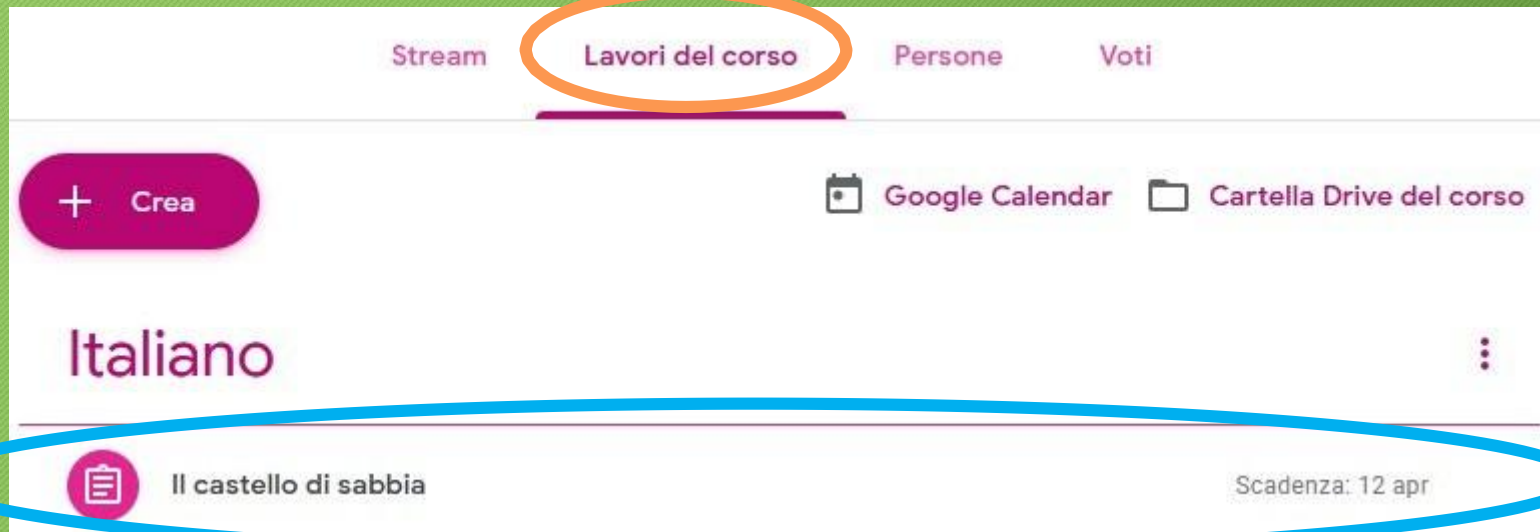 Stream Lavori del corso Persone Voti
+ Crea Google Calendar Cartella Drive del corso
Italiano
Il castello di sabbia Scadenza: 12 apr